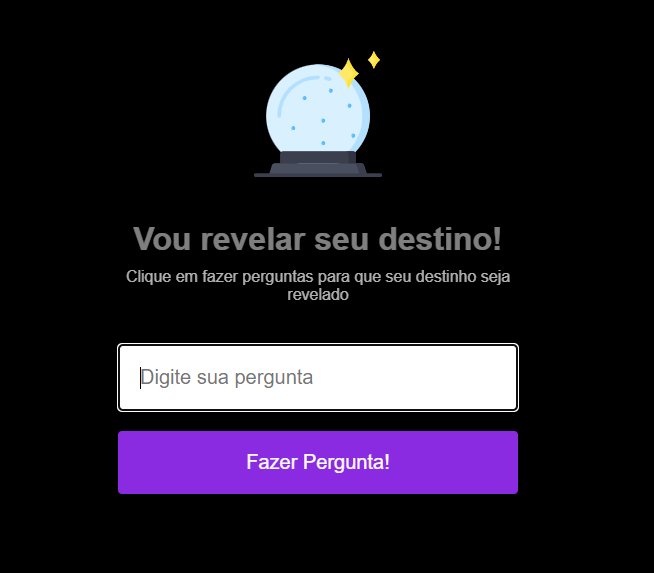 Vou revelar seu destino!
Clique em fazer perguntas para que seu destinho seja
revelado
Digite sua pergunta
Fazer Pergunta!